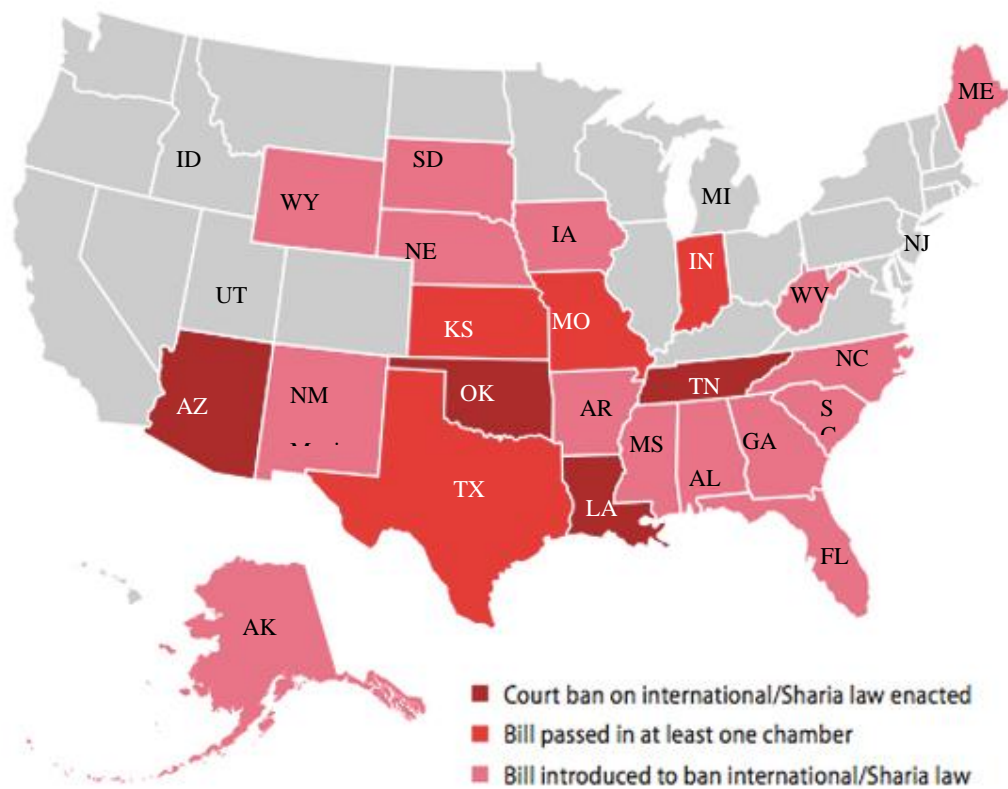 ME
ID
SD
MI
WY
IA
NE
NJ
IN
UT
WV
KS
MO
NC
TN
OK
AZ
NM
AR
S
GA
MS
AL
TX
LA
FL
AK
Court ban on international/Sharia law enacted
Bill passed in at least one chamber
Bill introduced to ban international/Sharia law